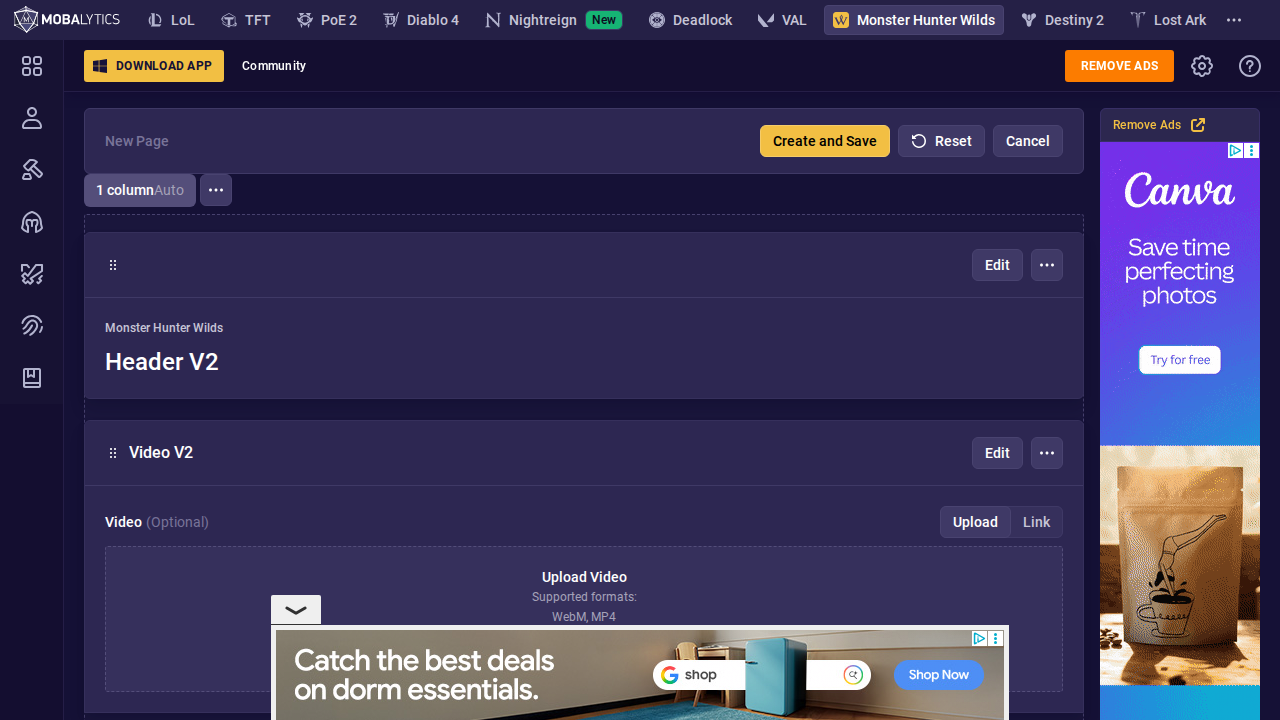 MOBALYTICS
LoL
TFT
PoE 2
Diablo 4
Nightreign
New
Deadlock
VAL
Monster Hunter Wilds
Destiny 2
Lost Ark
DOWNLOAD APP
Community
REMOVE ADS
New Page
Create and Save
Reset
Cancel
Remove Ads
1 columnAuto
Canva
Save time
perfecting
photos
Try for free
Edit
Monster Hunter Wilds
Header V2
Video V2
Edit
Video (Optional)
Upload
Link
Upload Video
Supported formats:
WebM, MP4
Catch the best deals
on dorm essentials.
G shop
Shop Now